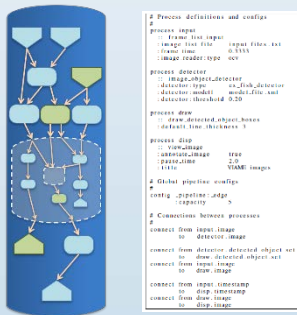 # Process definitions and configs
#
process input
:: frame_list_input
:image_list_file input_files.txt
:frame_time 0.3333
:image_reader:type ocv

process detector
:: image_object_detector
:detector:type
:detector:model
:detector:threshold 0.20

process draw
:: draw_detected_object_boxes
:default_line_thickness 3

process disp
:: view_image
:annotate_image true
:pause_time 2.0
:title VIAME images

# Global pipeline configs
#
config _pipeline:_edge
:capacity 5

# Connections between processes
#
connect from input.image
to detector.image

connect from detector.detected_object_set
to draw.detected_object_set
connect from input.image
to draw.image

connect from input.timestamp
to disp.timestamp
connect from draw.image
to disp.image